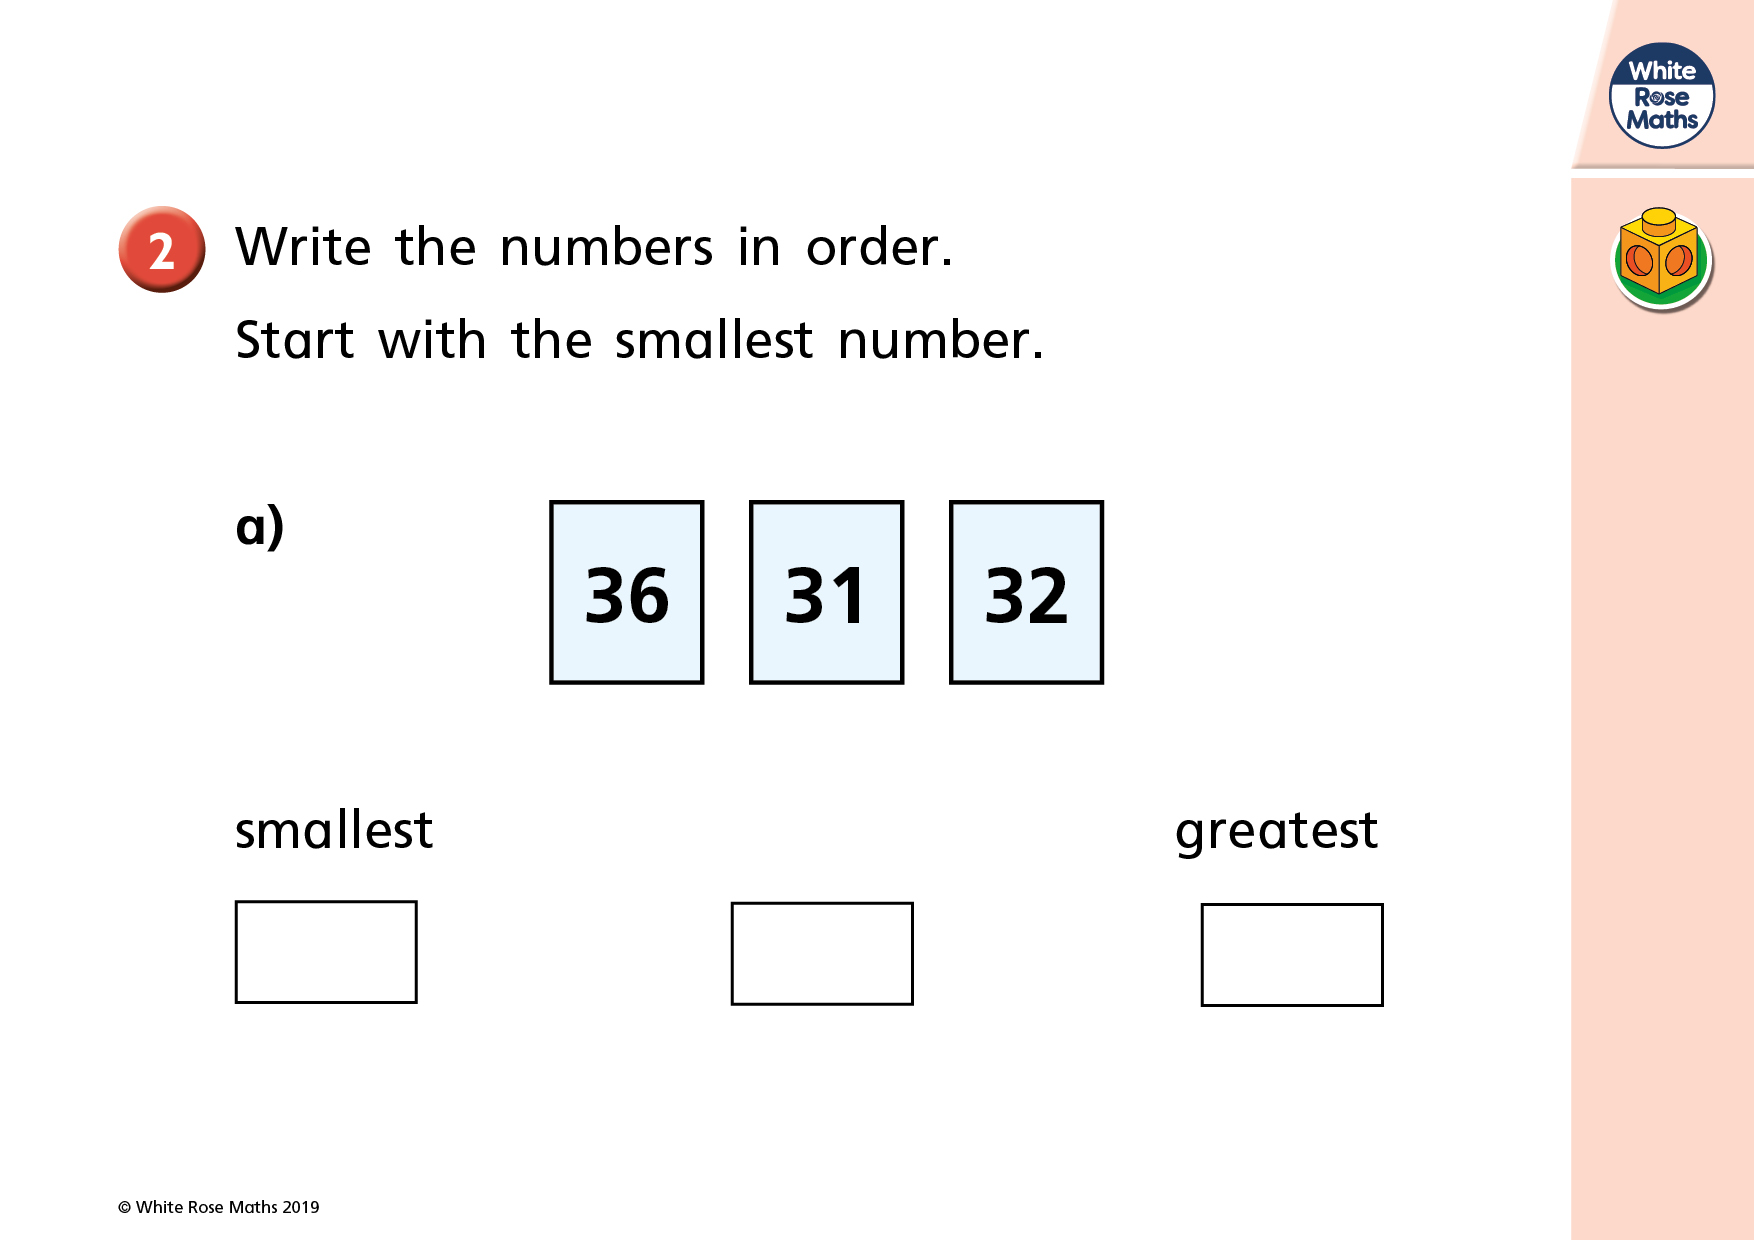 White
Rose
Maths
2 Write the numbers in order.
Start with the smallest number.
a)
36 31 32
smallest greatest
© White Rose Maths 2019